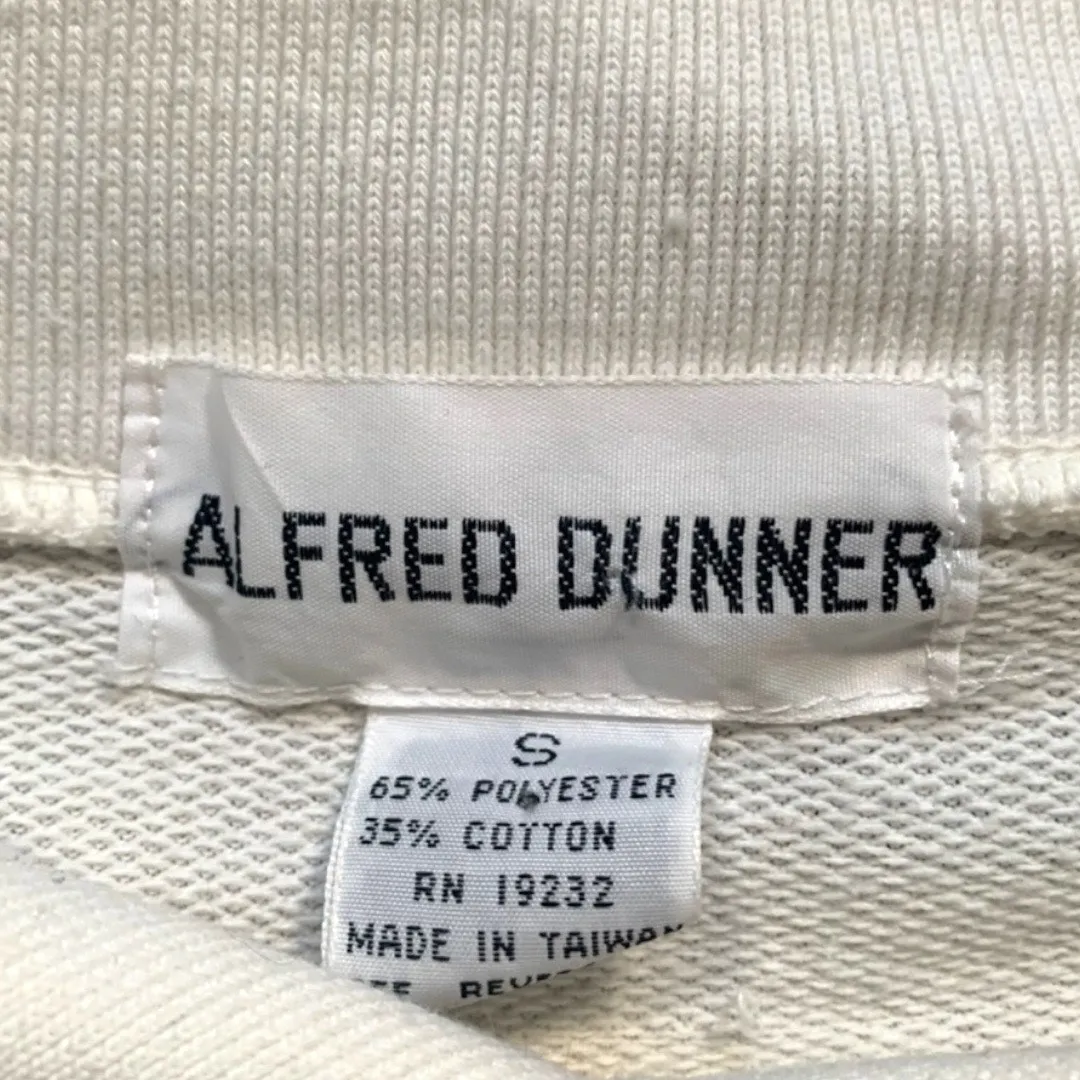 ALFRED DUNNER
S
65% POLYESTER
35% COTTON
RN 19232
MADE IN TAIWAN